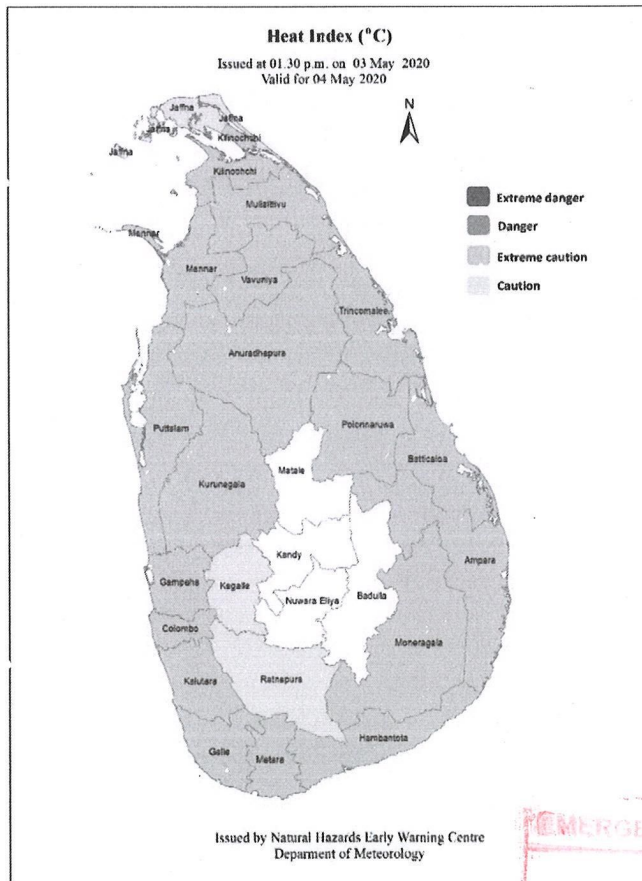 Heat Index (°C)
Issued at 01.30 p.m. on 03 May 2020
Valid for 04 May 2020
N
Jaffna
Jaffna
Jaffna
Kilinochchi
Jaffna
Kilinochchi
Extreme danger
Mullaitivu
Danger
Mannar
Extreme caution
Mannar
Vavuniya
Caution
Trincomalee
Anuradhapura
Puttalam
Polonnaruwa
Batticaloa
Matale
Kurunegala
Kandy
Ampara
Gampaha
Kegalle
Nuwara Eliya
Badulla
Colombo
Moneragala
Kalutara
Ratnapura
Hambantota
Galle
Matara
Issued by Natural Hazards Early Warning Centre
Deparment of Meteorology